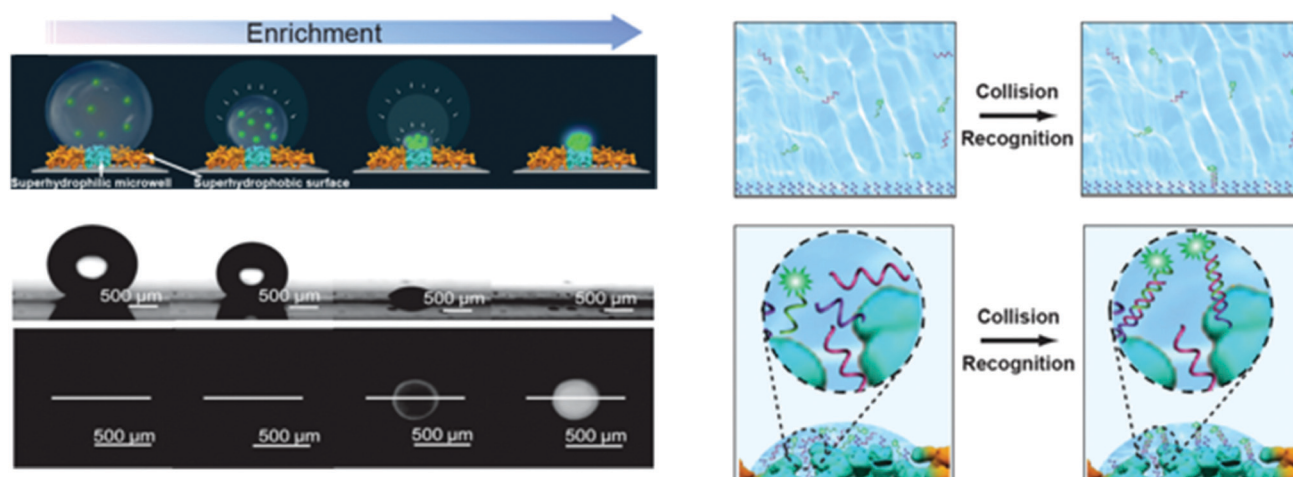 Enrichment
Superhydrophilic microwell
Superhydrophobic surface
500 μm
500 μm
500 μm
500 μm
500 μm
500 μm
500 μm
500 μm
Collision
Recognition
Collision
Recognition